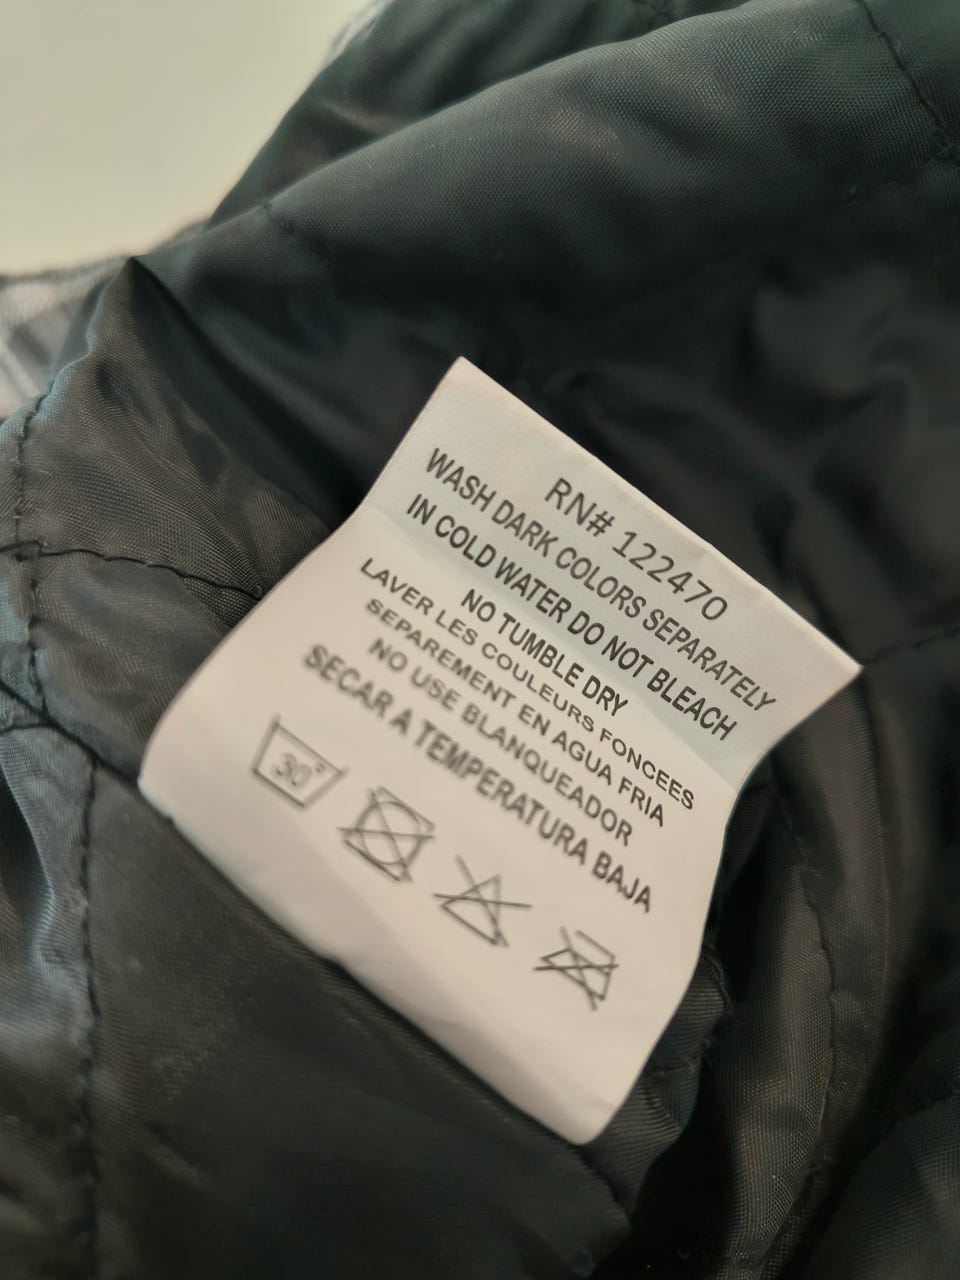 RN# 122470
WASH DARK COLORS SEPARATELY
IN COLD WATER DO NOT BLEACH
NO TUMBLE DRY
LAVER LES COULEURS FONCEES
SEPAREMENT EN AGUA FRIA
NO USE BLANQUEADOR
SECAR A TEMPERATURA BAJA
30°